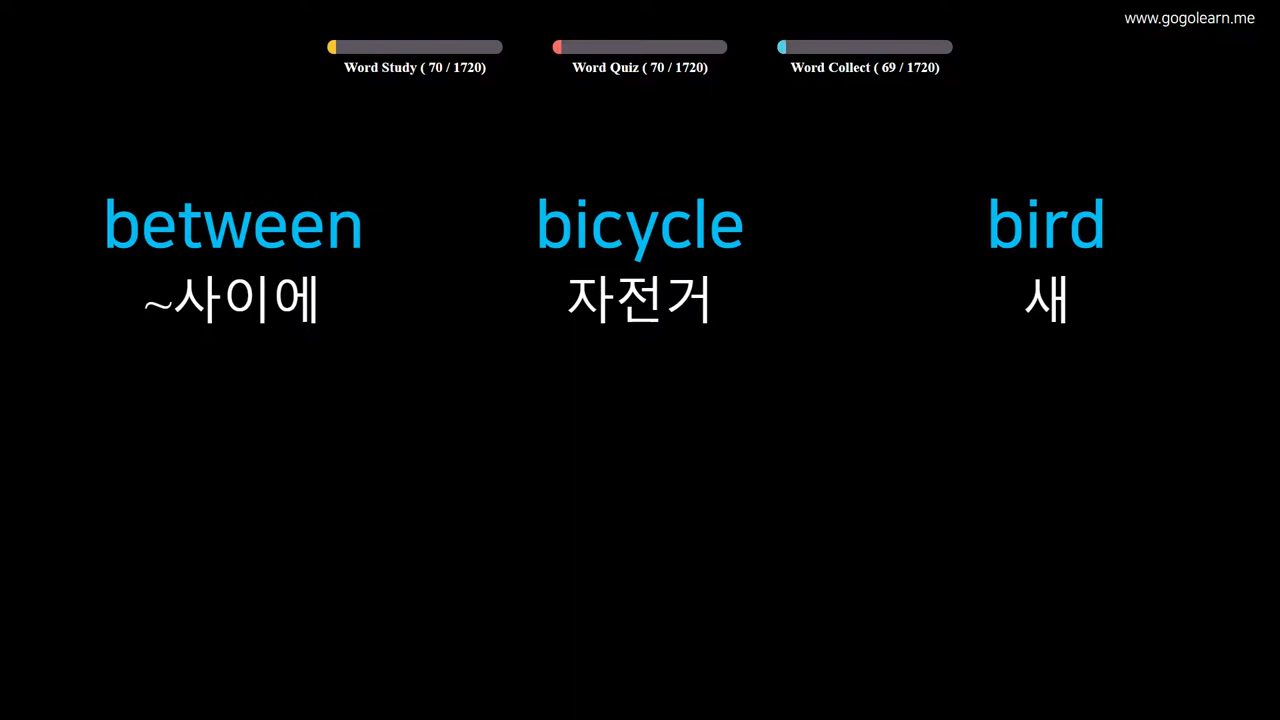 www.gogolearn.me
Word Study ( 70 / 1720)
Word Quiz ( 70 / 1720)
Word Collect ( 69 / 1720)
between
~사이에
bicycle
자전거
bird
새